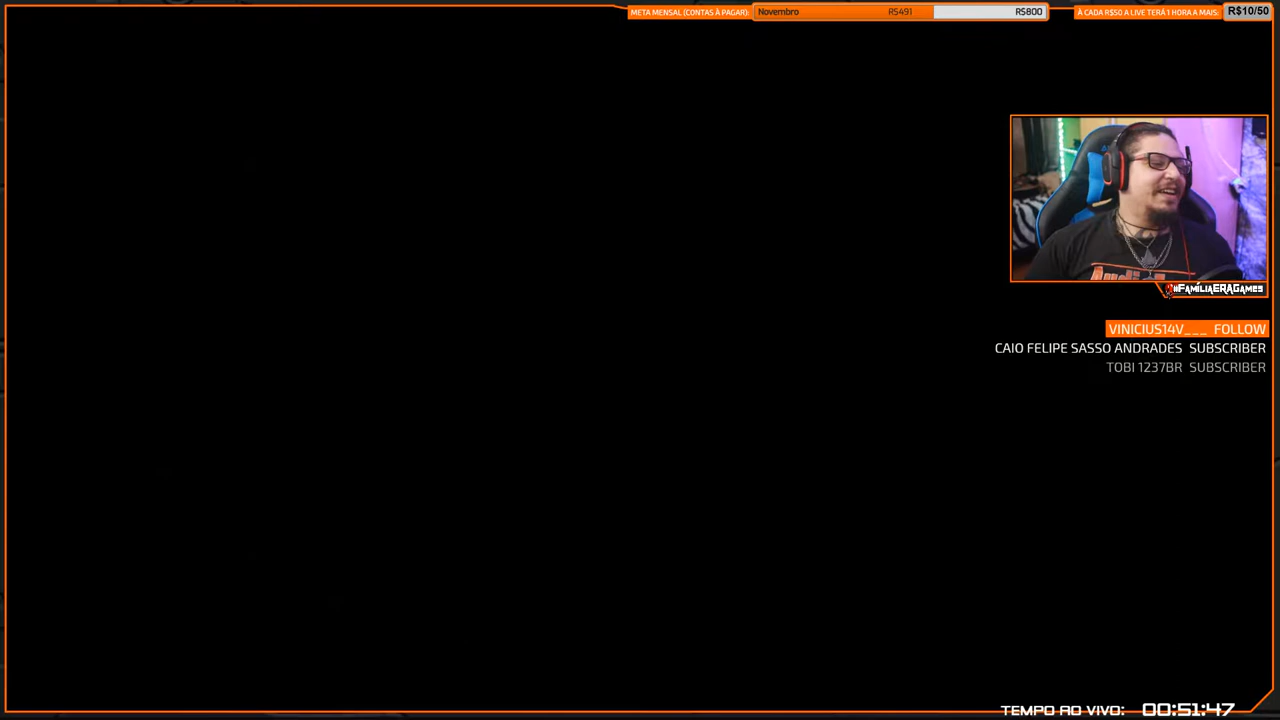 META MENSAL (CONTAS À PAGAR): Novembro R$491 R$800 À CADA R$50 A LIVE TERÁ 1 HORA A MAIS. R$10/50
#FAMÍLIAERAGAMES
VINICIUS14V___ FOLLOW
CAIO FELIPE SASSO ANDRADES SUBSCRIBER
TOBI 1237BR SUBSCRIBER
TEMPO AO VIVO: 00:51:47